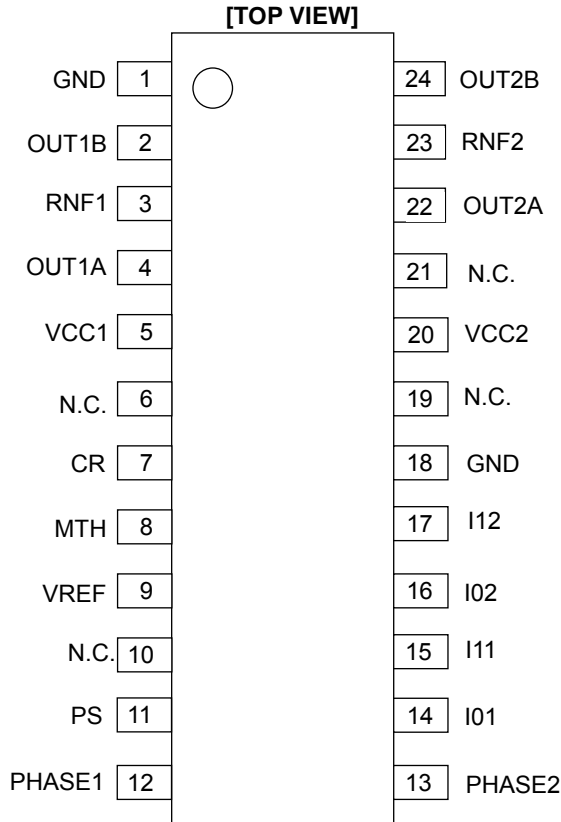 [TOP VIEW]
GND 1
OUT1B 2
RNF1 3
OUT1A 4
VCC1 5
N.C. 6
CR 7
MTH 8
VREF 9
N.C. 10
PS 11
PHASE1 12
24 OUT2B
23 RNF2
22 OUT2A
21 N.C.
20 VCC2
19 N.C.
18 GND
17 I12
16 I02
15 I11
14 I01
13 PHASE2